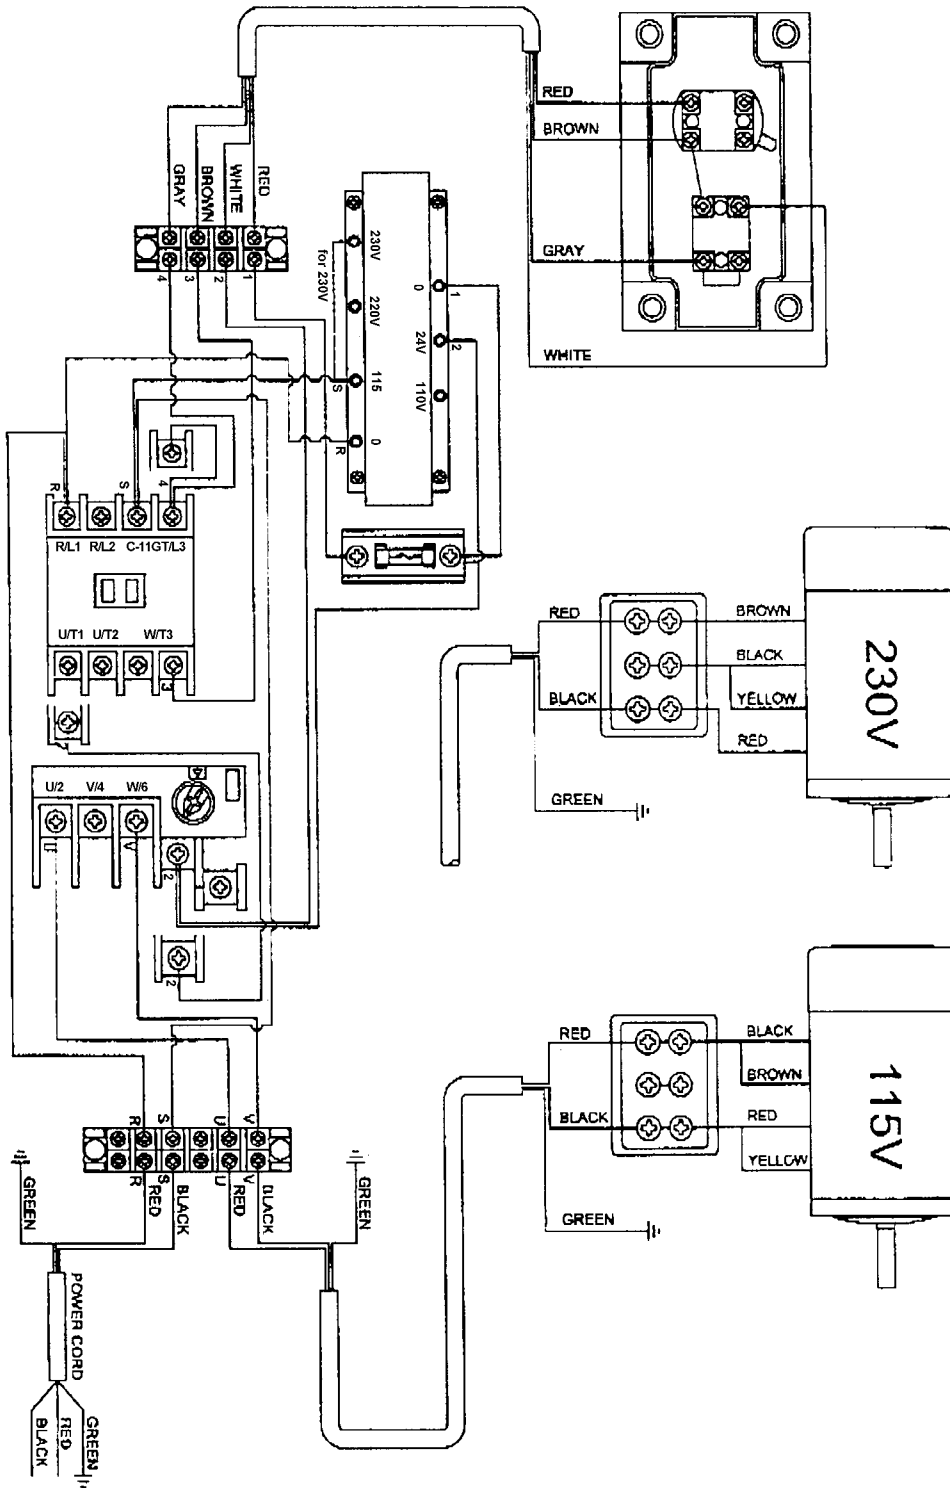 RED
BROWN
GRAY
WHITE
RED
WHITE
BROWN
GRAY
1
2
3
4
230V
for 230V
220V
115
0
S
R
0
24V
110V
1
2
R
S
4
R/L1 R/L2 C-11GT/L3
U/T1 U/T2 W/T3
3
U/2 V/4 W/6
U
V
2
2
RED
BLACK
GREEN
BROWN
BLACK
YELLOW
RED
230V
RED
BLACK
GREEN
BLACK
BROWN
RED
YELLOW
115V
R
S
U
V
R
S
U
V
GREEN
RED
BLACK
RED
BLACK
GREEN
POWER CORD
GREEN
RED
BLACK